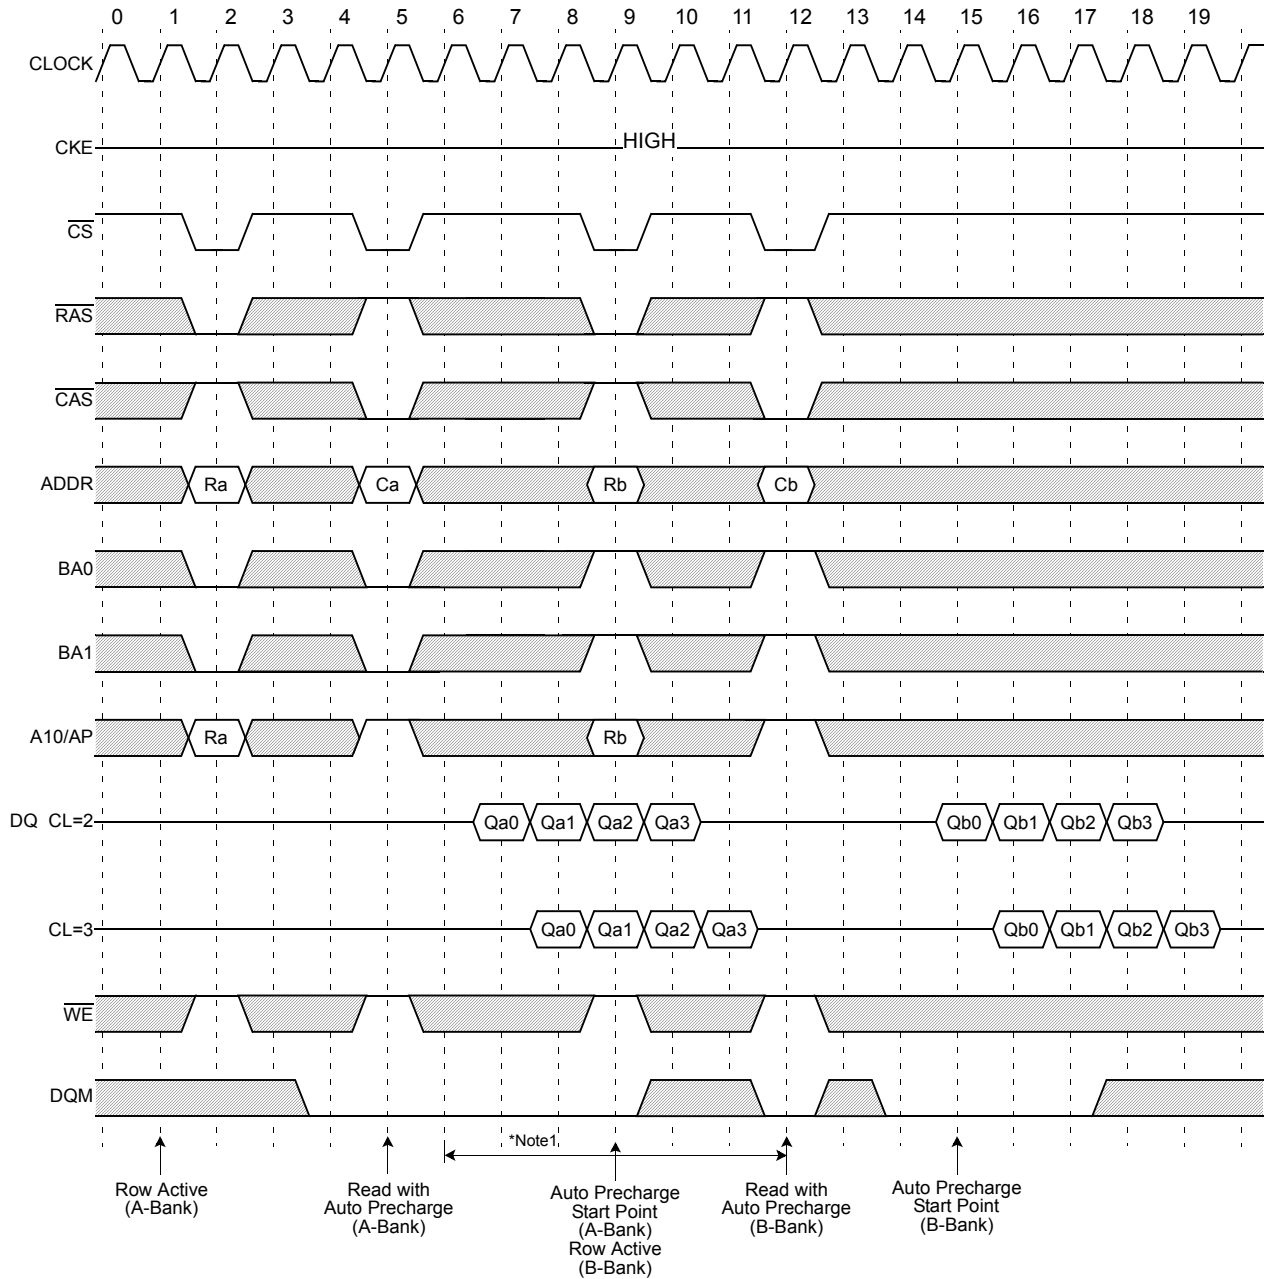 0 1 2 3 4 5 6 7 8 9 10 11 12 13 14 15 16 17 18 19
CLOCK
CKE HIGH
CS
RAS
CAS
ADDR Ra Ca Rb Cb
BA0
BA1
A10/AP Ra Rb
DQ CL=2 Qa0 Qa1 Qa2 Qa3 Qb0 Qb1 Qb2 Qb3
CL=3 Qa0 Qa1 Qa2 Qa3 Qb0 Qb1 Qb2 Qb3
WE
DQM
*Note1
Row Active
(A-Bank)
Read with
Auto Precharge
(A-Bank)
Auto Precharge
Start Point
(A-Bank)
Row Active
(B-Bank)
Read with
Auto Precharge
(B-Bank)
Auto Precharge
Start Point
(B-Bank)